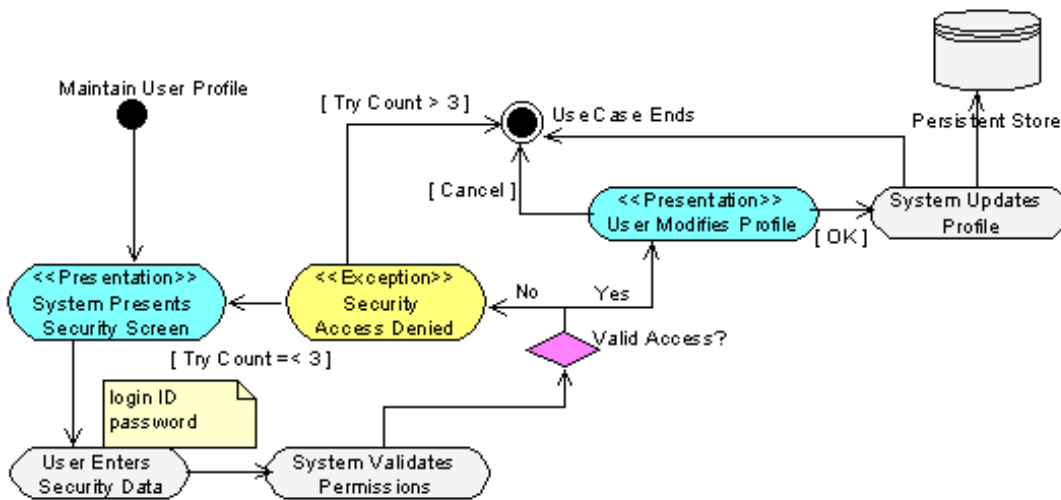 Maintain User Profile
[ Try Count > 3 ]
UseCase Ends
Persistent Store
[ Cancel ]
<<Presentation>>
User Modifies Profile
[ OK ]
System Updates
Profile
<<Presentation>>
System Presents
Security Screen
<<Exception>>
Security
Access Denied
No
Yes
Valid Access?
[ Try Count =< 3 ]
login ID
password
User Enters
Security Data
System Validates
Permissions